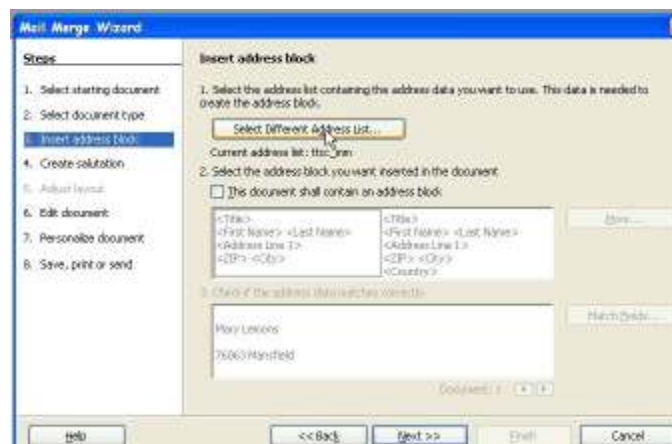 Mail Merge Wizard
Steps
1. Select starting document
2. Select document type
3. Insert address block
4. Create salutation
5. Adjust layout
6. Edit document
7. Personalize document
8. Save, print or send
Insert address block
1. Select the address list containing the address data you want to use. This data is needed to
create the address block.
Select Different Address List...
Current address list: ttsc_mm
2. Select the address block you want inserted in the document
This document shall contain an address block
<Title>
<First Name> <Last Name>
<Address Line 1>
<ZIP> <City>
<Title>
<First Name> <Last Name>
<Address Line 1>
<ZIP> <City>
<Country>
More...
3. Check if the address data matches correctly
Match Fields...
Mary Lemons
76063 Mansfield
Document: 1
Help
<< Back
Next >>
Finish
Cancel